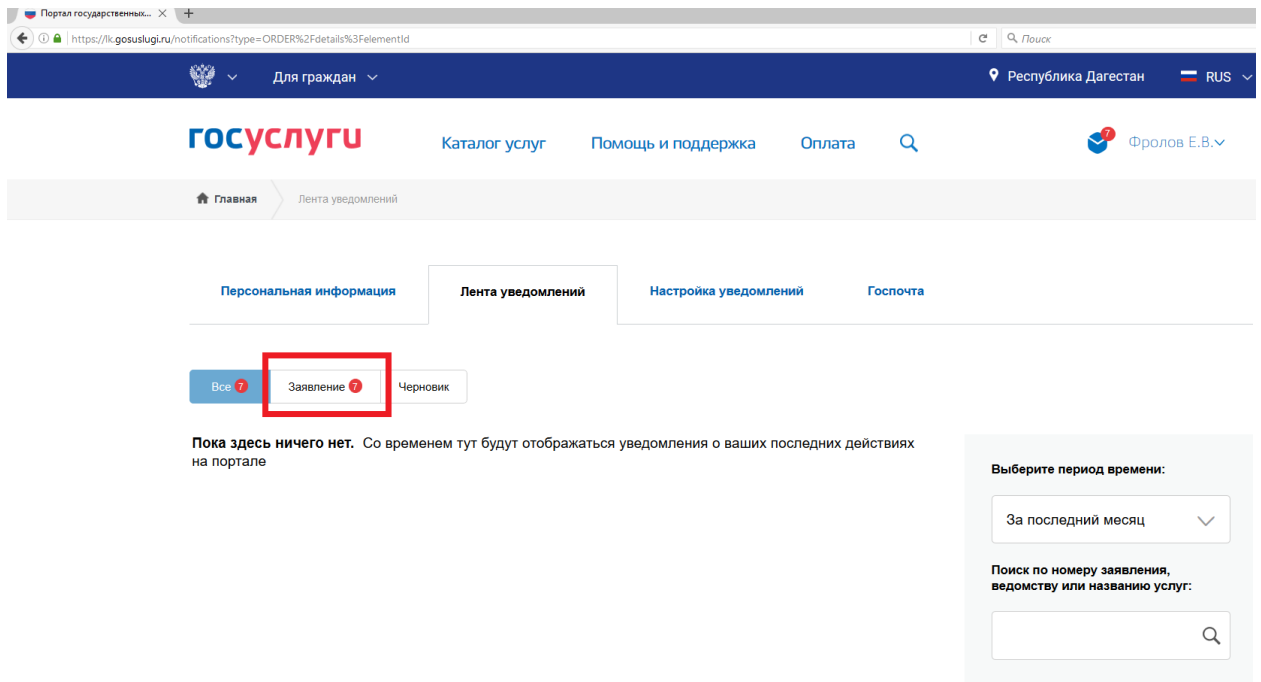 Портал государственных...
https://lk.gosuslugi.ru/notifications?type=ORDER%2Fdetails%3FelementId
Поиск
Для граждан
Республика Дагестан
RUS
госуслуги
Каталог услуг
Помощь и поддержка
Оплата
7
Фролов Е.В.
Главная
Лента уведомлений
Персональная информация
Лента уведомлений
Настройка уведомлений
Госпочта
Все 7
Заявление 7
Черновик
Пока здесь ничего нет. Со временем тут будут отображаться уведомления о ваших последних действиях
на портале
Выберите период времени:
За последний месяц
Поиск по номеру заявления,
ведомству или названию услуг: